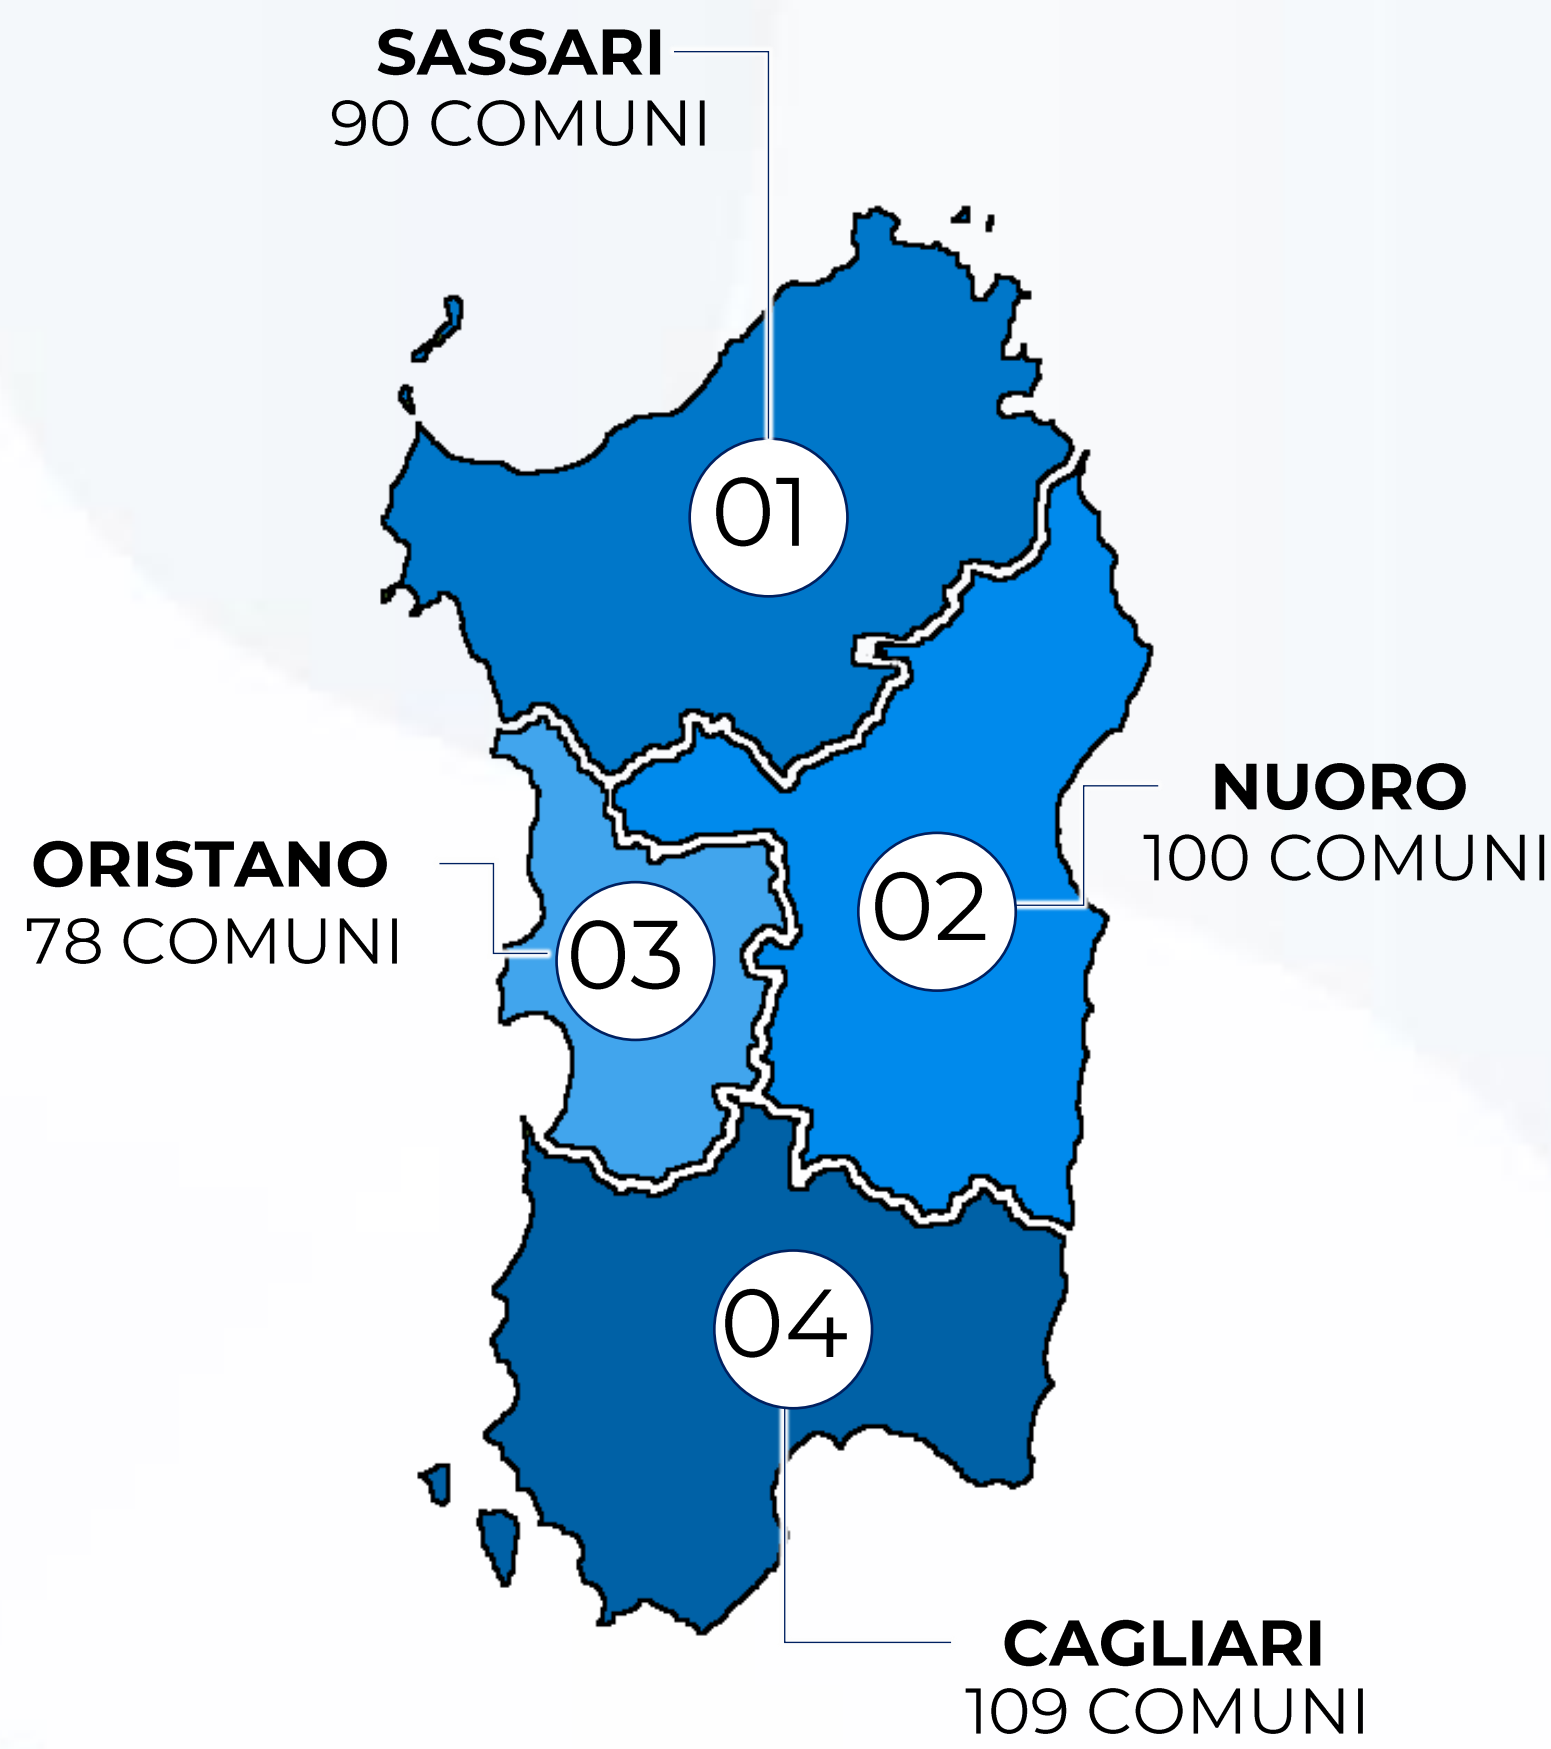 SASSARI
90 COMUNI
01
NUORO
100 COMUNI
02
ORISTANO
78 COMUNI
03
04
CAGLIARI
109 COMUNI